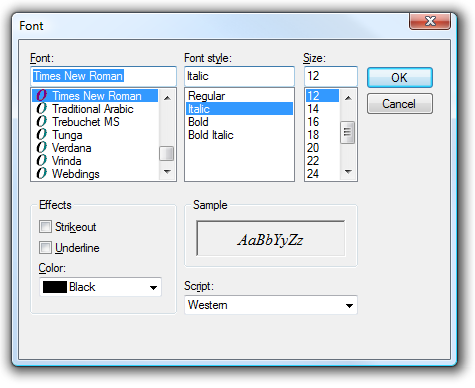 Font
Font: Font style: Size:
Times New Roman Italic 12 OK
Times New Roman Regular 12 Cancel
Traditional Arabic Italic 14
Trebuchet MS Bold 16
Tunga Bold Italic 18
Verdana 20
Vrinda 22
Webdings 24
Effects Sample
Strikeout
Underline AaBbYyZz
Color:
Black Script:
Western